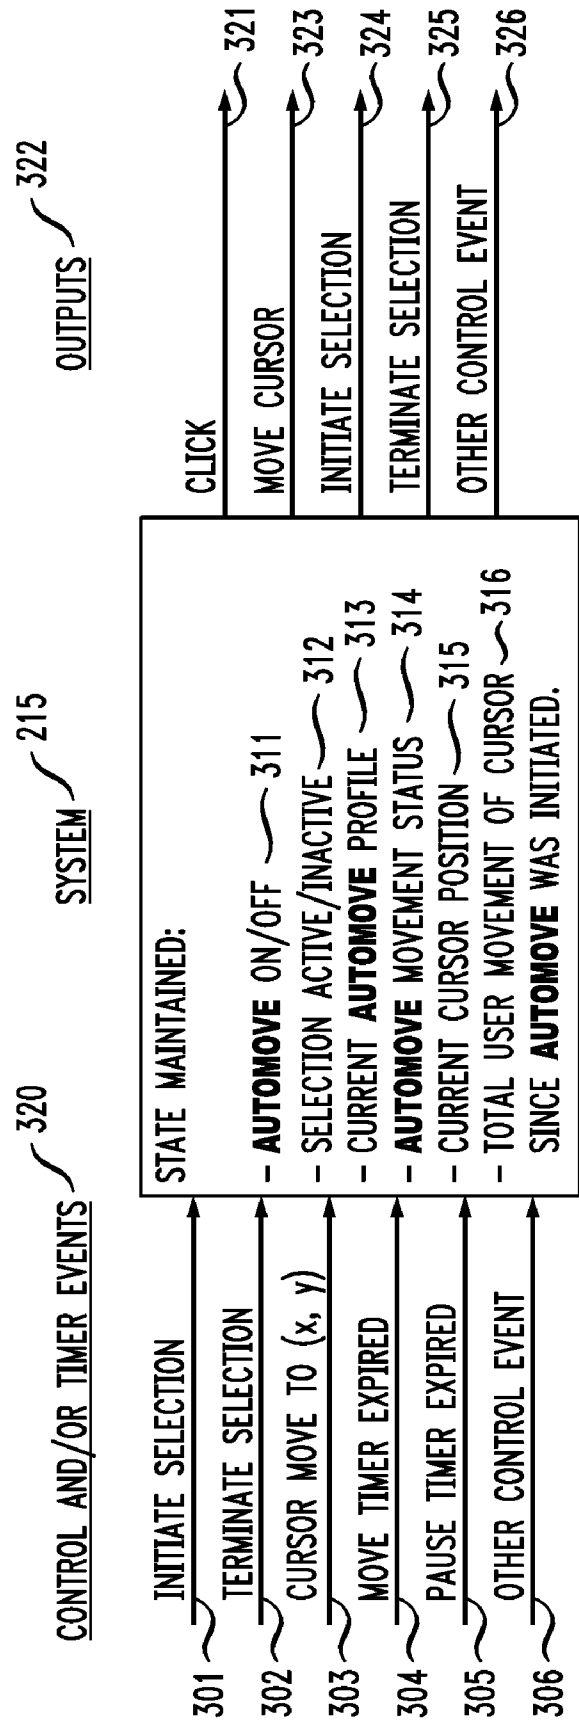 CONTROL AND/OR TIMER EVENTS 320
SYSTEM 215
OUTPUTS 322
301 INITIATE SELECTION
302 TERMINATE SELECTION
303 CURSOR MOVE TO (x, y)
304 MOVE TIMER EXPIRED
305 PAUSE TIMER EXPIRED
306 OTHER CONTROL EVENT
STATE MAINTAINED:
- AUTOMOVE ON/OFF 311
- SELECTION ACTIVE/INACTIVE 312
- CURRENT AUTOMOVE PROFILE 313
- AUTOMOVE MOVEMENT STATUS 314
- CURRENT CURSOR POSITION 315
- TOTAL USER MOVEMENT OF CURSOR 316
SINCE AUTOMOVE WAS INITIATED.
CLICK 321
MOVE CURSOR 323
INITIATE SELECTION 324
TERMINATE SELECTION 325
OTHER CONTROL EVENT 326